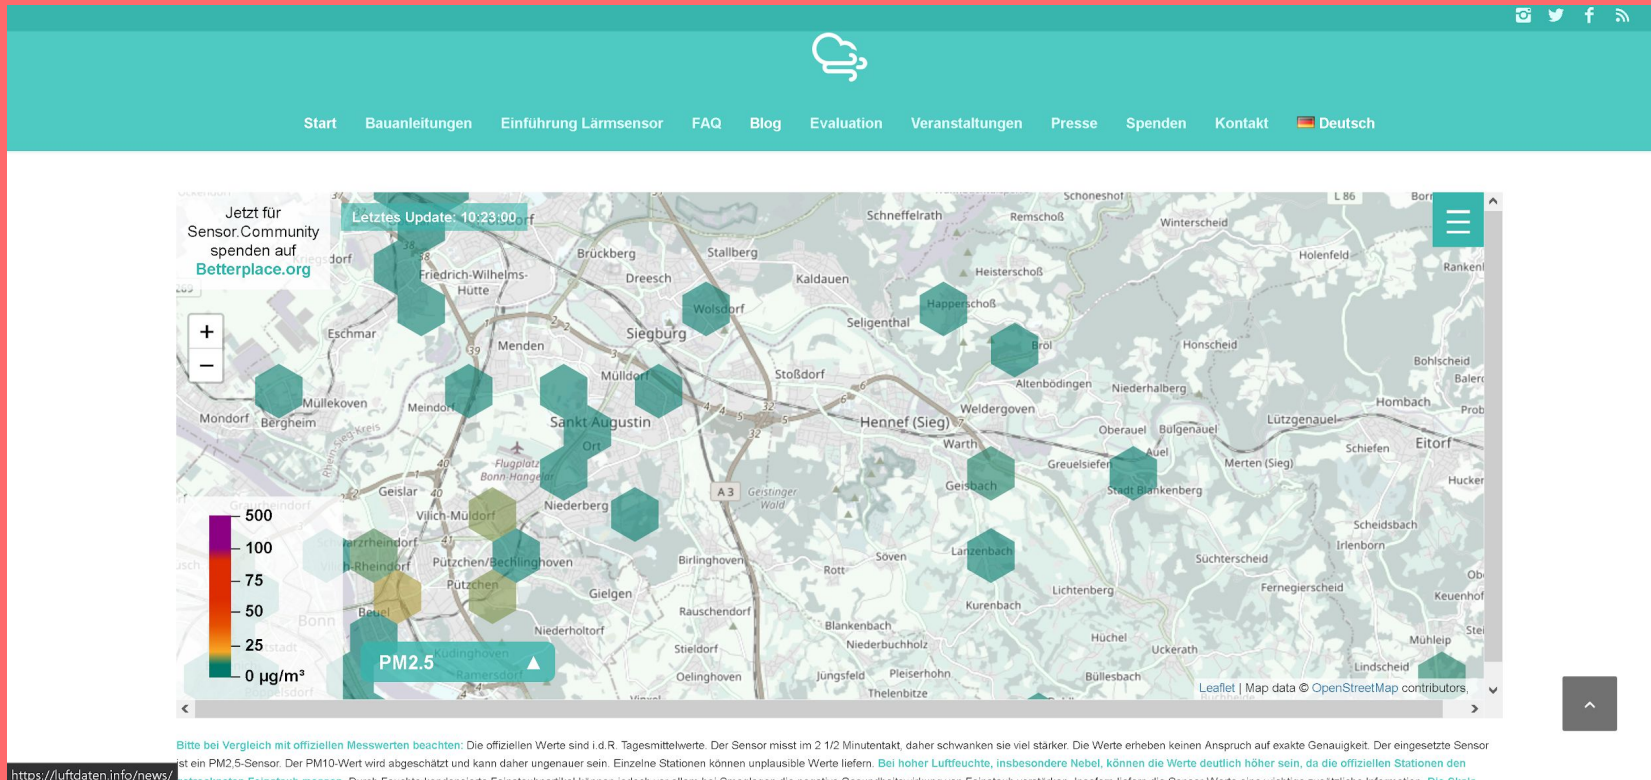 Start Bauanleitungen Einführung Lärmsensor FAQ Blog Evaluation Veranstaltungen Presse Spenden Kontakt Deutsch
Jetzt für
Sensor.Community
spenden auf
Betterplace.org
Letztes Update: 10:23:00
+
−
L 86
Schöneshof
Schneffelrath
Remschoß
Winterscheid
Brückberg
Stallberg
Holenfeld
Friedrich-Wilhelms-
Hütte
Dreesch
Kaldauen
Heisterschoß
Wolsdorf
Happerschoß
Eschmar
Siegburg
Seligenthal
Menden
Bröl
Honscheid
Bohlscheid
Mülldorf
Stoßdorf
Altenbödingen
Niederhalberg
Müllekoven
Meindorf
Weldergoven
Hombach
Mondorf
Bergheim
Sankt Augustin
Hennef (Sieg)
Lützgenauel
Oberauel
Bülgenauel
Ort
Warth
Auel
Eitorf
Schiefen
Flugplatz
Bonn-Hangelar
Greuelsiefen
Merten (Sieg)
Geisbach
Stadt Blankenberg
Geislar
A 3
Geistinger
Wald
Niederberg
Vilich-Müldorf
Scheidsbach
Irlenborn
Lanzenbach
Pützchen/Bechlinghoven
Birlinghoven
Söven
Süchterscheid
Rott
Pützchen
Gielgen
Lichtenberg
Keuenhof
Beuel
Rauschendorf
Kurenbach
Bonn
Niederholtorf
Blankenbach
Hüchel
Mühleip
Stieldorf
Oelinghoven
Uckerath
Kudinghoven
Ramersdorf
Jüngsfeld
Pleiserhohn
Büllesbach
Lindscheid
Thelenbitze
500
100
75
50
25
0 µg/m³
PM2.5 ▲
Leaflet | Map data © OpenStreetMap contributors,
Bitte bei Vergleich mit offiziellen Messwerten beachten: Die offiziellen Werte sind i.d.R. Tagesmittelwerte. Der Sensor misst im 2 1/2 Minutentakt, daher schwanken sie viel stärker. Die Werte erheben keinen Anspruch auf exakte Genauigkeit. Der eingesetzte Sensor
ist ein PM2,5-Sensor. Der PM10-Wert wird abgeschätzt und kann daher ungenauer sein. Einzelne Stationen können unplausible Werte liefern. Bei hoher Luftfeuchte, insbesondere Nebel, können die Werte deutlich höher sein, da die offiziellen Stationen den
https://luftdaten.info/news/